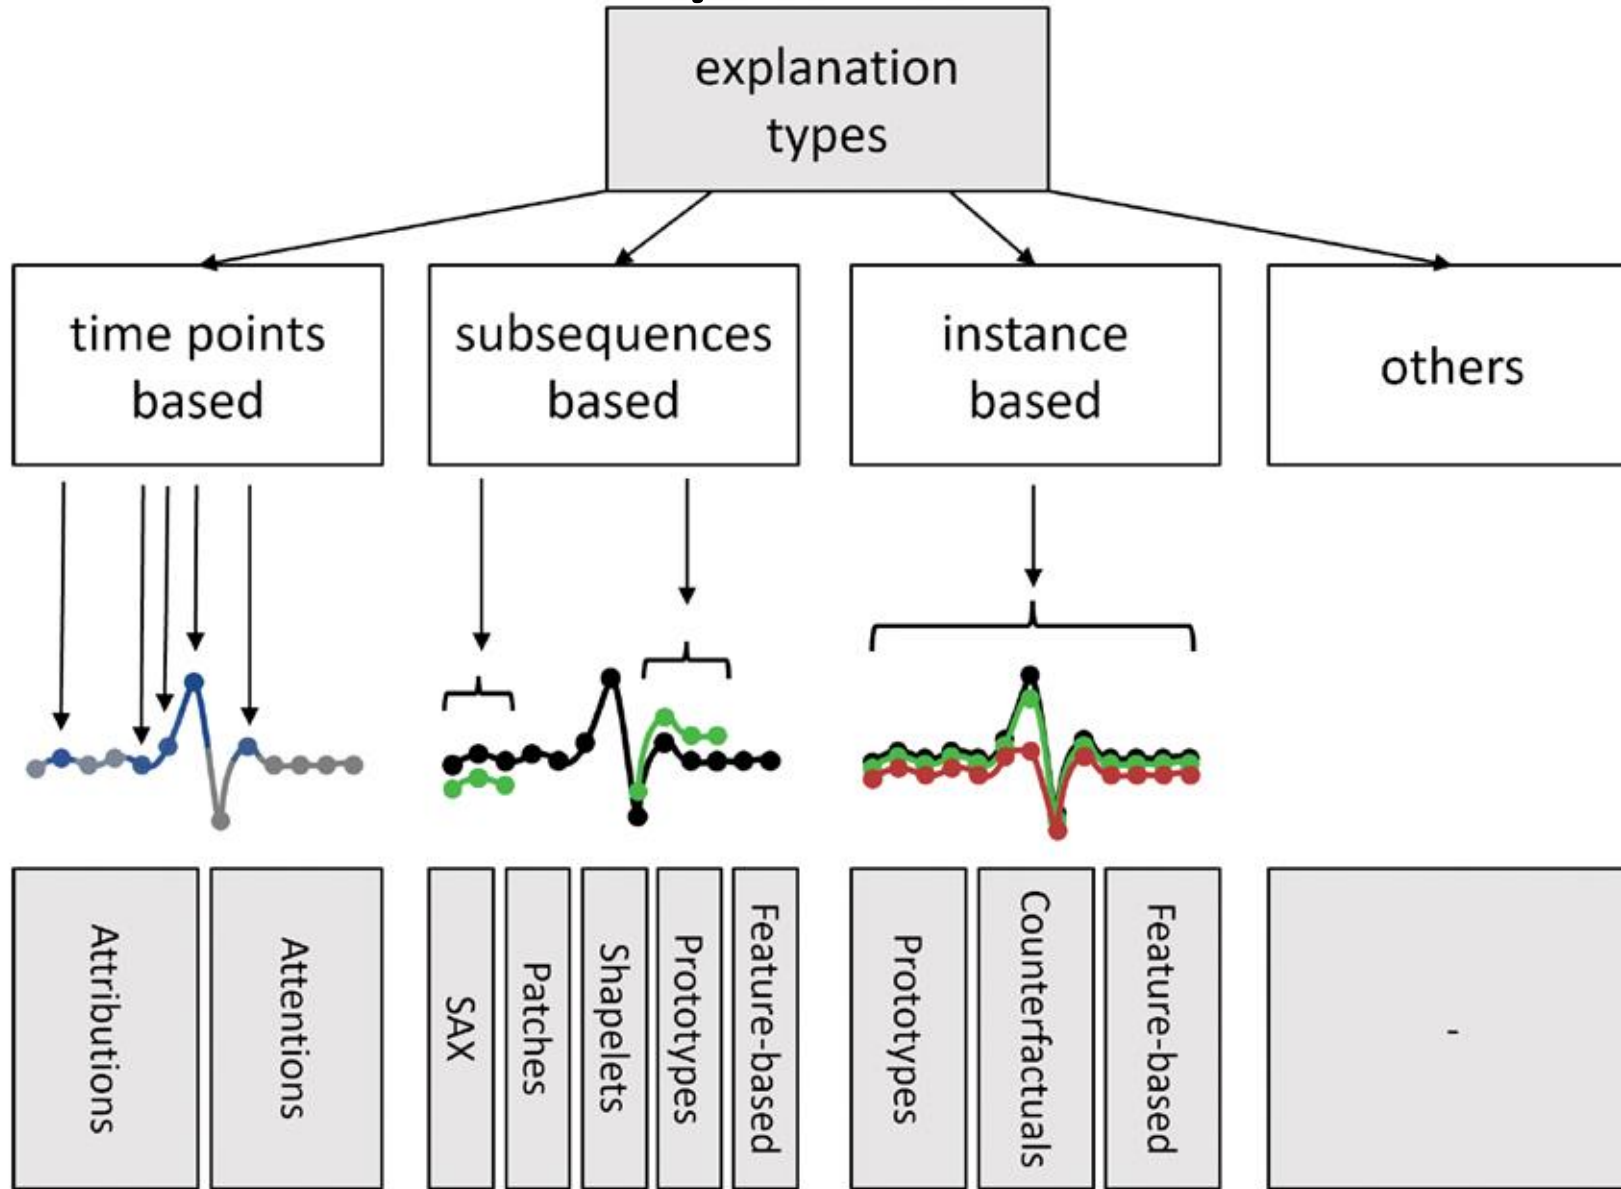 explanation
types
time points
based
subsequences
based
instance
based
others
Attributions
Attentions
SAX
Patches
Shapelets
Prototypes
Feature-based
Prototypes
Counterfactuals
Feature-based
-